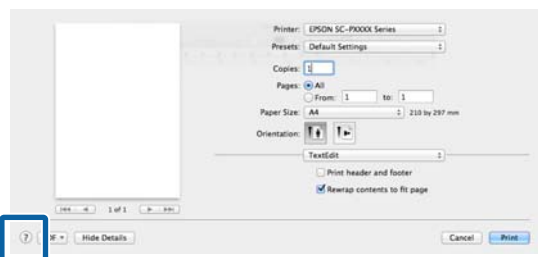 Printer: EPSON SC-PXXXX Series
Presets: Default Settings
Copies: 1
Pages: All
From: 1 to: 1
Paper Size: A4 210 by 297 mm
Orientation:
TextEdit
Print header and footer
Rewrap contents to fit page
1 of 1
? DF Hide Details Cancel Print